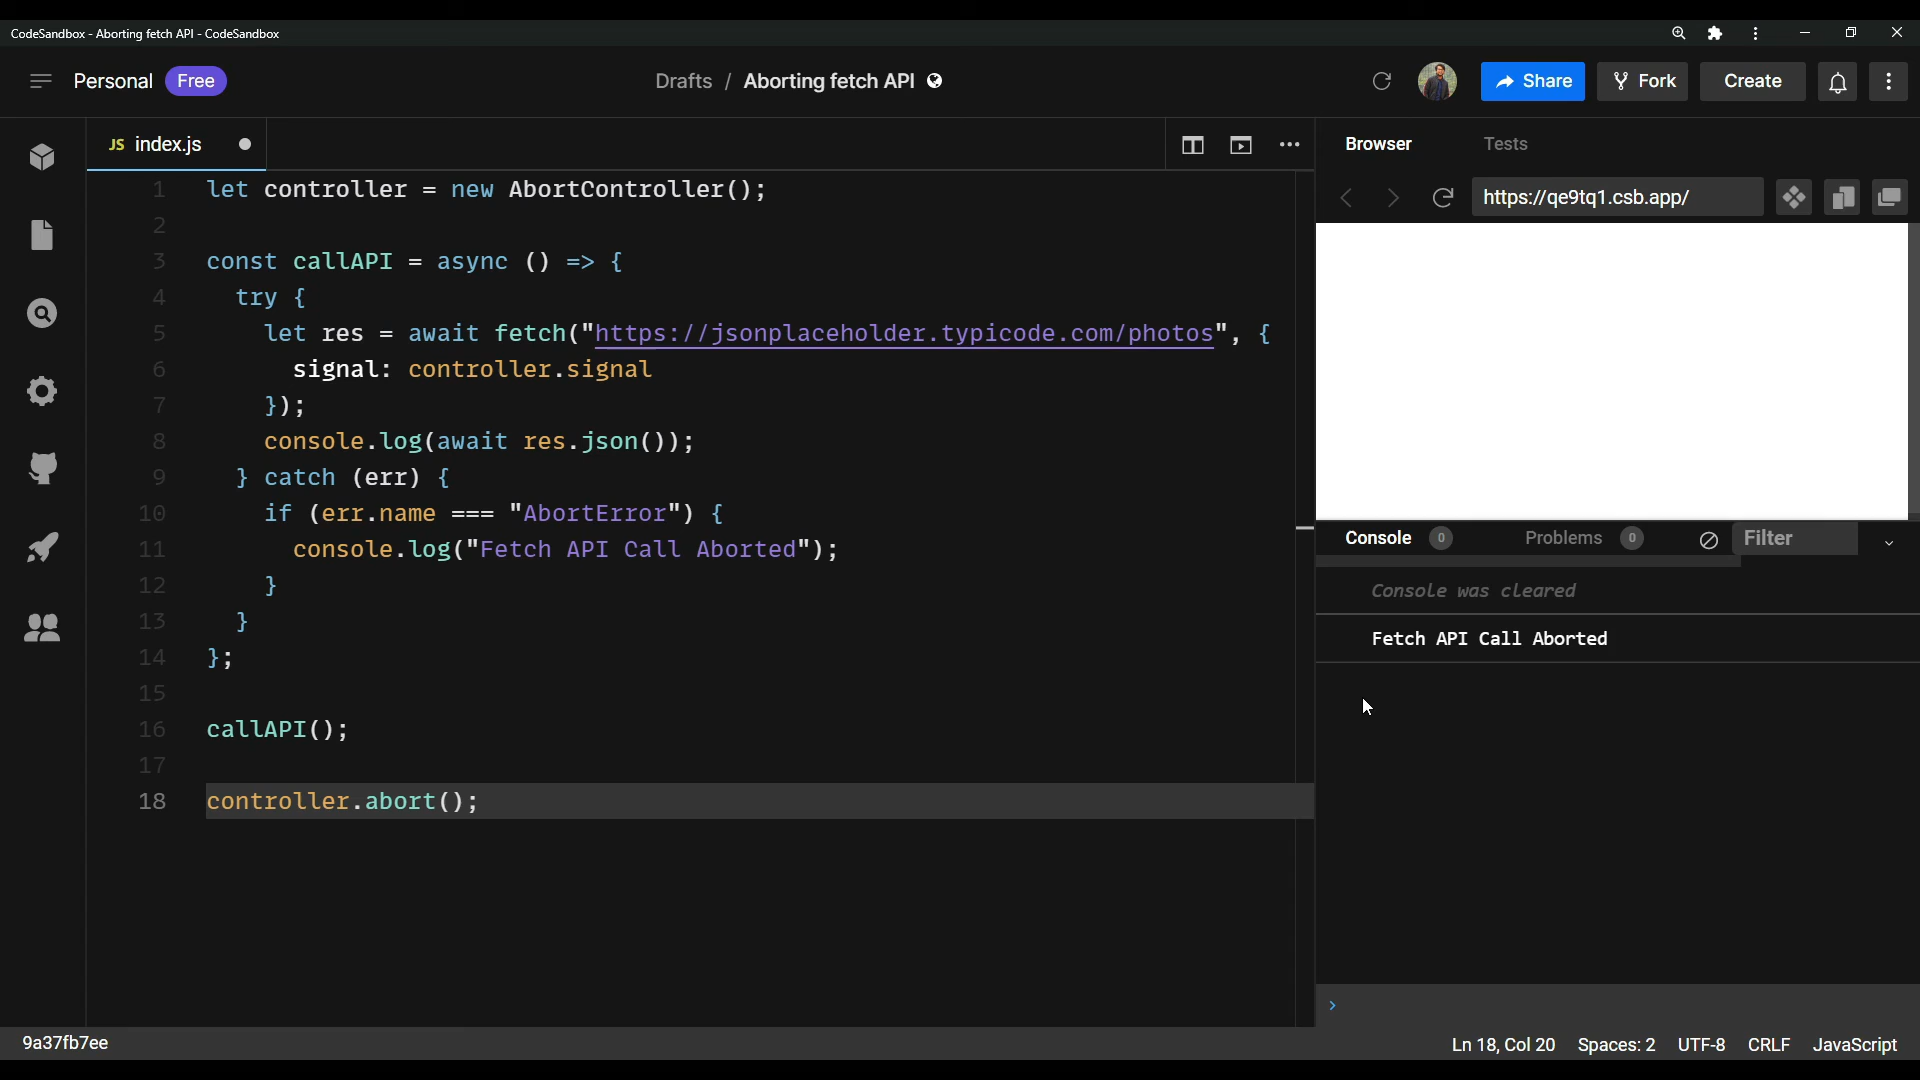 CodeSandbox - Aborting fetch API - CodeSandbox
Personal Free
Drafts / Aborting fetch API
Share Fork Create
JS index.js
1 let controller = new AbortController();
2
3 const callAPI = async () => {
4 try {
5 let res = await fetch("https://jsonplaceholder.typicode.com/photos", {
6 signal: controller.signal
7 });
8 console.log(await res.json());
9 } catch (err) {
10 if (err.name === "AbortError") {
11 console.log("Fetch API Call Aborted");
12 }
13 }
14 };
15
16 callAPI();
17
18 controller.abort();
Browser Tests
https://qe9tq1.csb.app/
Console 0 Problems 0 Filter
Console was cleared
Fetch API Call Aborted
9a37fb7ee
Ln 18, Col 20 Spaces: 2 UTF-8 CRLF JavaScript